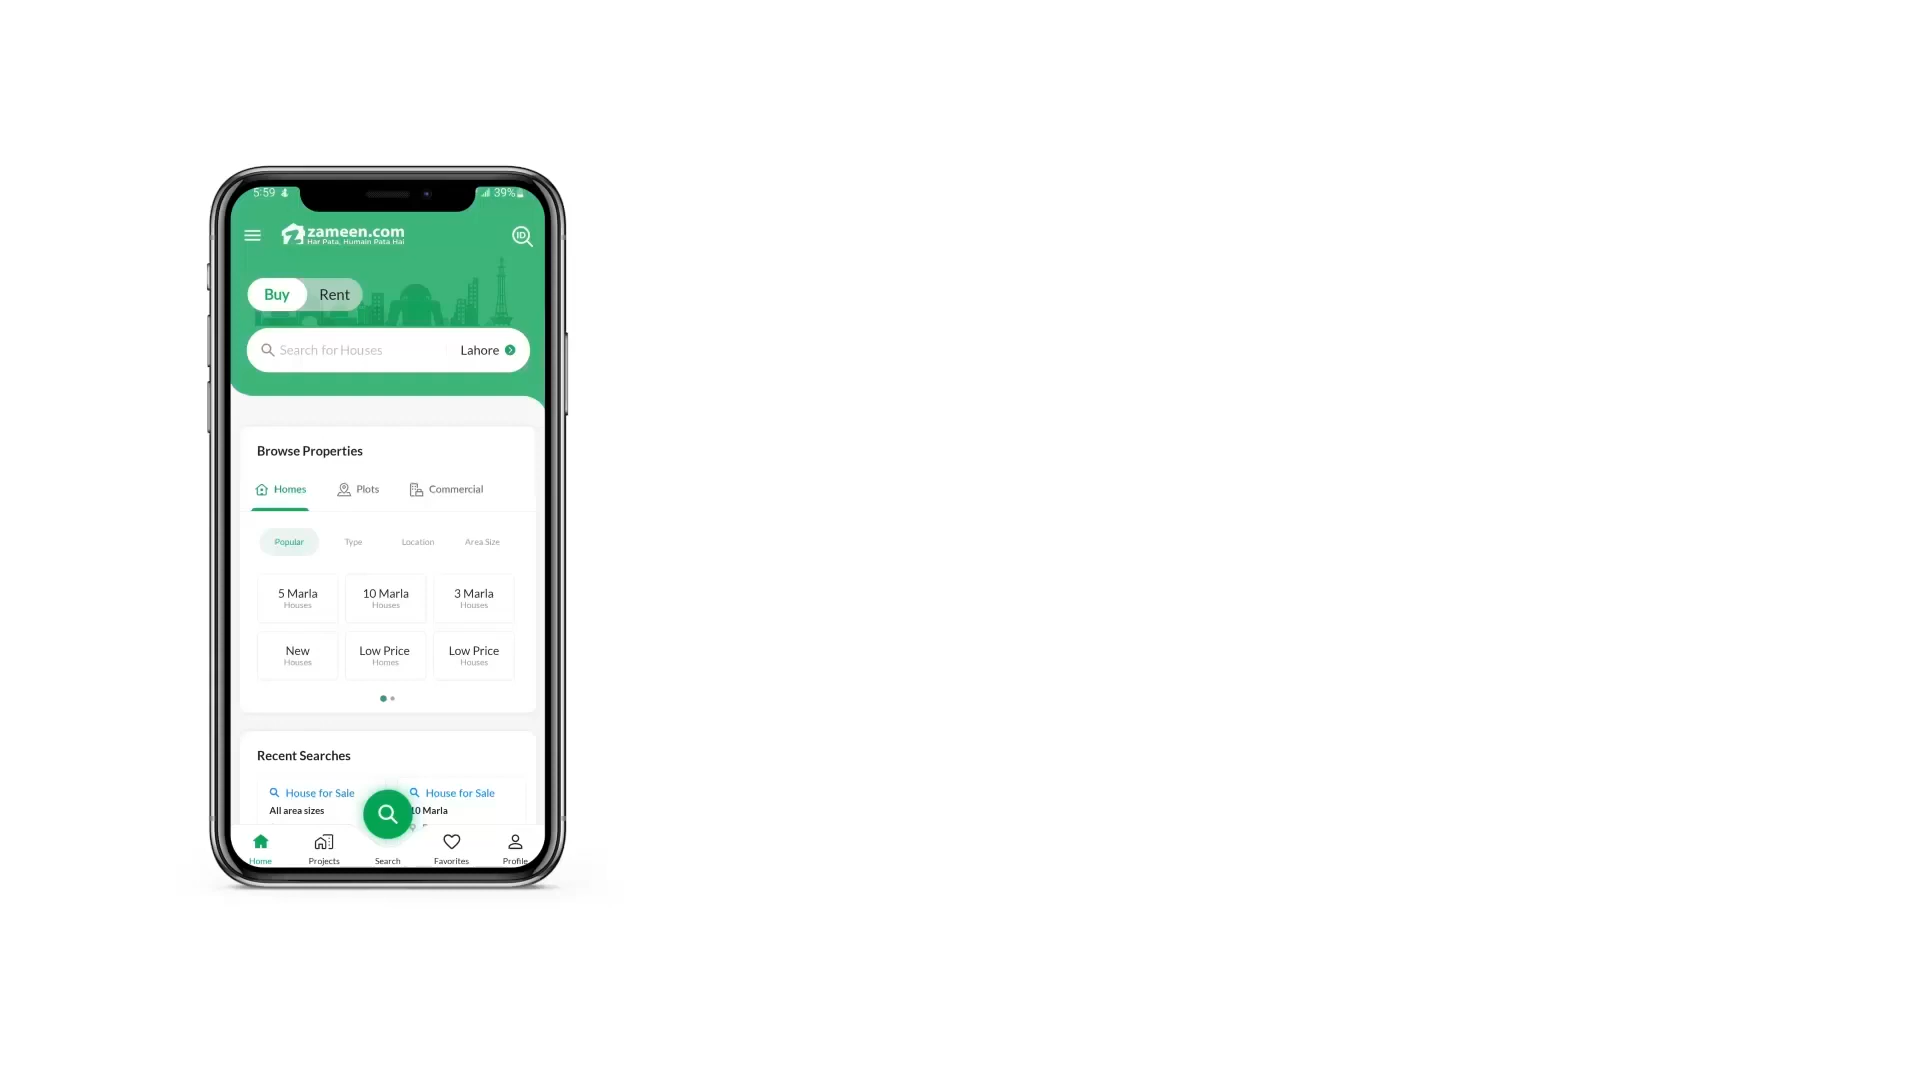 5:59
39%
zameen.com
Har Pata, Humain Pata Hai
ID
Buy Rent
Search for Houses Lahore
Browse Properties
Homes Plots Commercial
Popular Type Location Area Size
5 Marla 10 Marla 3 Marla
Houses Houses Houses
New Low Price Low Price
Houses Homes Houses
Recent Searches
House for Sale House for Sale
All area sizes 10 Marla
Home Projects Search Favorites Profile